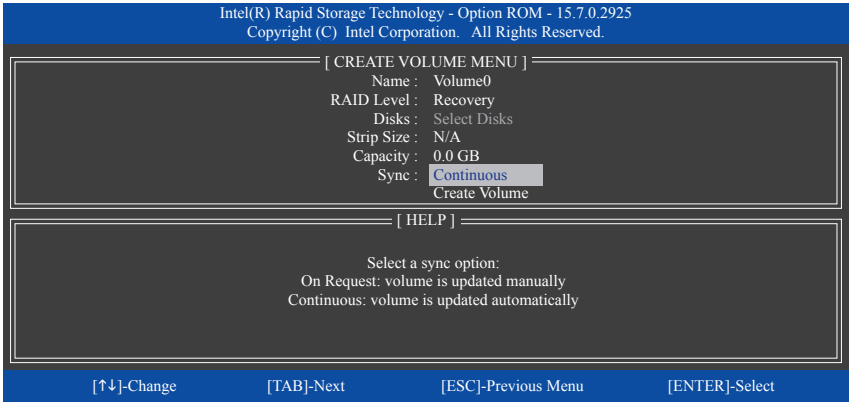 Intel(R) Rapid Storage Technology - Option ROM - 15.7.0.2925
Copyright (C) Intel Corporation. All Rights Reserved.
[ CREATE VOLUME MENU ]
Name : Volume0
RAID Level : Recovery
Disks : Select Disks
Strip Size : N/A
Capacity : 0.0 GB
Sync : Continuous
Create Volume
[ HELP ]
Select a sync option:
On Request: volume is updated manually
Continuous: volume is updated automatically
[↑↓]-Change [TAB]-Next [ESC]-Previous Menu [ENTER]-Select